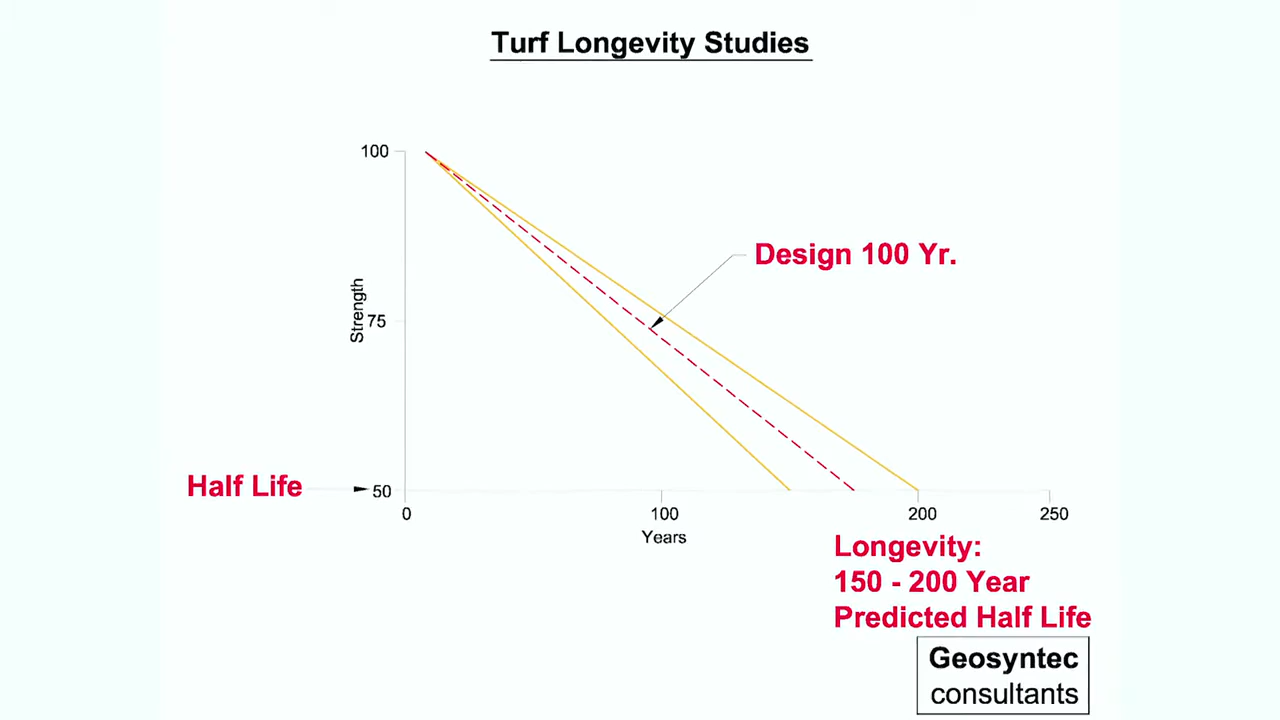 Turf Longevity Studies
100
Design 100 Yr.
Strength
75
Half Life
50
0
100
200
250
Years
Longevity:
150 - 200 Year
Predicted Half Life
Geosyntec
consultants